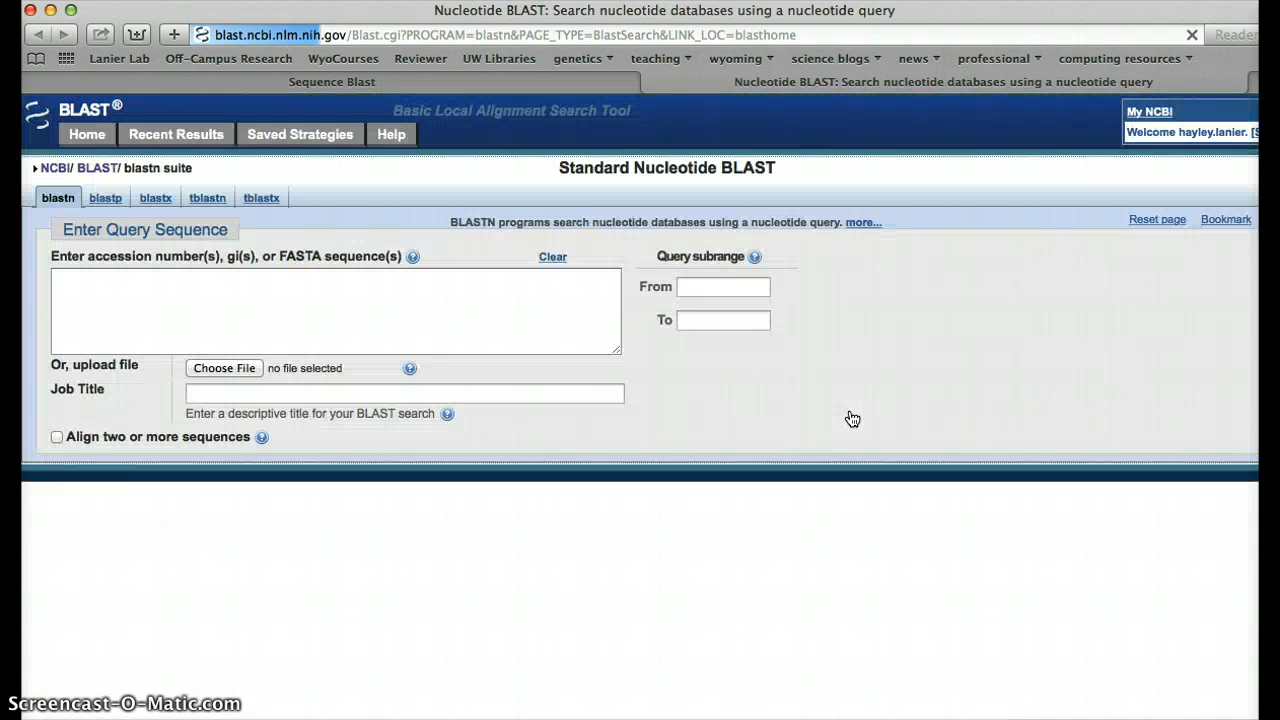 Nucleotide BLAST: Search nucleotide databases using a nucleotide query
blast.ncbi.nlm.nih.gov/Blast.cgi?PROGRAM=blastn&PAGE_TYPE=BlastSearch&LINK_LOC=blasthome
Reader
Lanier Lab Off-Campus Research WyoCourses Reviewer UW Libraries genetics teaching wyoming science blogs news professional computing resources
Sequence Blast Nucleotide BLAST: Search nucleotide databases using a nucleotide query
BLAST® Basic Local Alignment Search Tool My NCBI
Home Recent Results Saved Strategies Help Welcome hayley.lanier. [S
NCBI/ BLAST/ blastn suite Standard Nucleotide BLAST
blastn blastp blastx tblastn tblastx
Enter Query Sequence BLASTN programs search nucleotide databases using a nucleotide query. more... Reset page Bookmark
Enter accession number(s), gi(s), or FASTA sequence(s) ? Clear Query subrange ?
From
To
Or, upload file Choose File no file selected ?
Job Title
Enter a descriptive title for your BLAST search ?
Align two or more sequences ?
Screencast-O-Matic.com